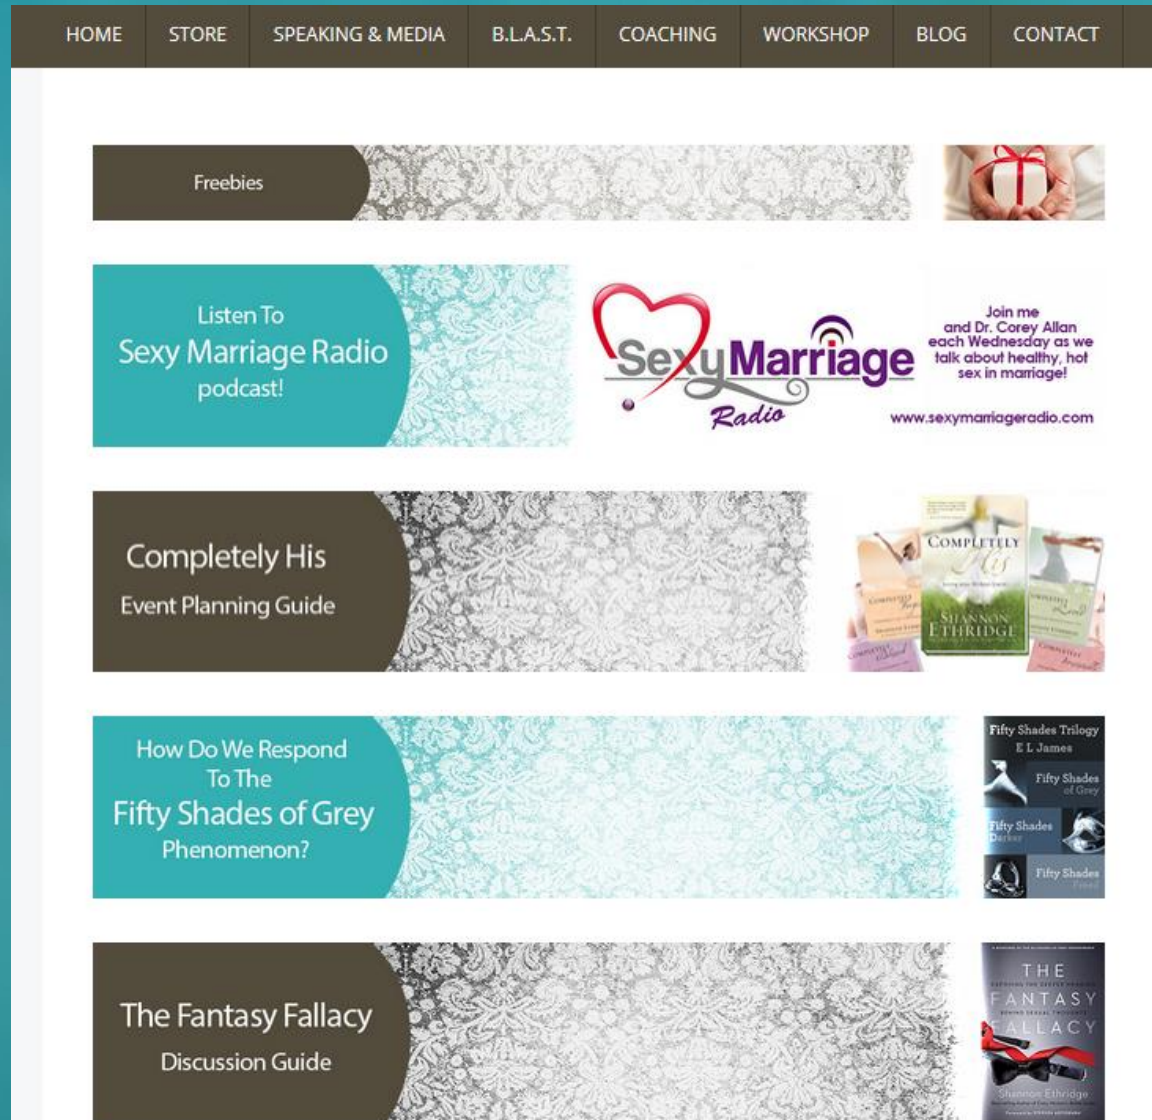 HOME STORE SPEAKING & MEDIA B.L.A.S.T. COACHING WORKSHOP BLOG CONTACT
Freebies
Listen To
Sexy Marriage Radio
podcast!
SexyMarriage
Radio
Join me
and Dr. Corey Allan
each Wednesday as we
talk about healthy, hot
sex in marriage!
www.sexymarriageradio.com
Completely His
Event Planning Guide
COMPLETELY
His
SHANNON
ETHRIDGE
How Do We Respond
To The
Fifty Shades of Grey
Phenomenon?
Fifty Shades Trilogy
E L James
Fifty Shades
of Grey
Fifty Shades
Darker
Fifty Shades
Freed
The Fantasy Fallacy
Discussion Guide
THE
FANTASY
FALLACY
Shannon Ethridge